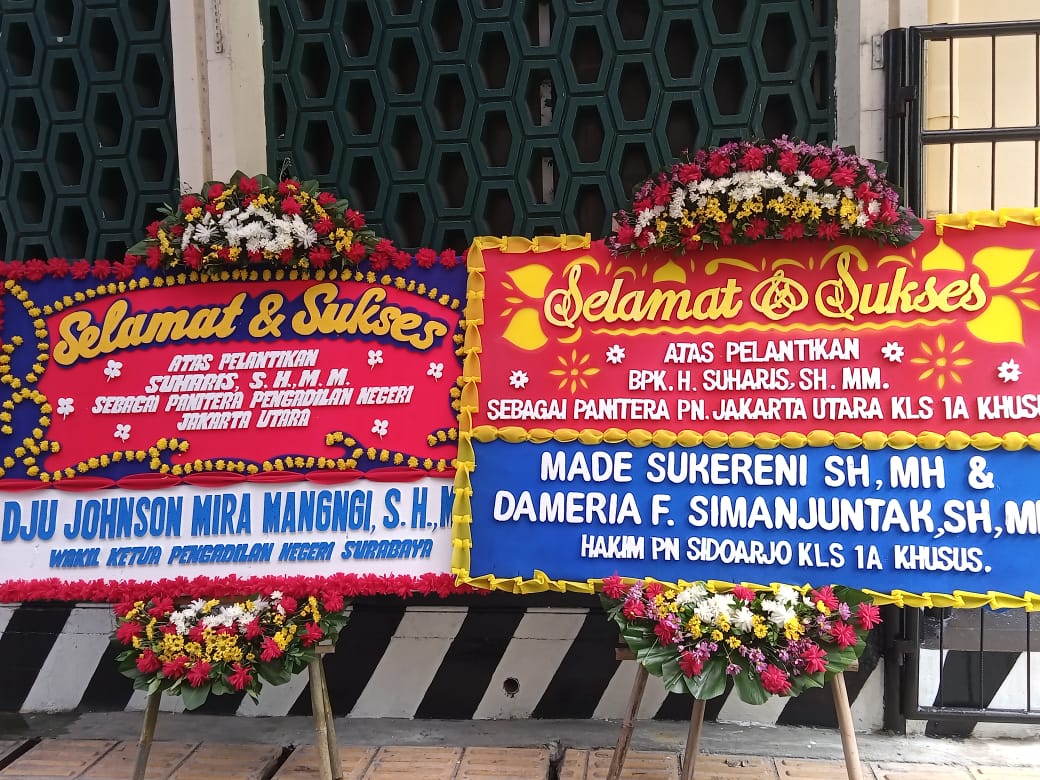 Selamat & Sukses
ATAS PELANTIKAN
SUHARIS, S.H,M.M.
SEBAGAI PANITERA PENGADILAN NEGERI
JAKARTA UTARA
DJU JOHNSON MIRA MANGNGI, S.H.,M
WAKIL KETUA PENGADILAN NEGERI SURABAYA
Selamat & Sukses
ATAS PELANTIKAN
BPK. H. SUHARIS, SH. MM.
SEBAGAI PANITERA PN. JAKARTA UTARA KLS 1A KHUSU
MADE SUKERENI SH, MH &
DAMERIA F. SIMANJUNTAK, SH, M
HAKIM PN SIDOARJO KLS 1A KHUSUS.